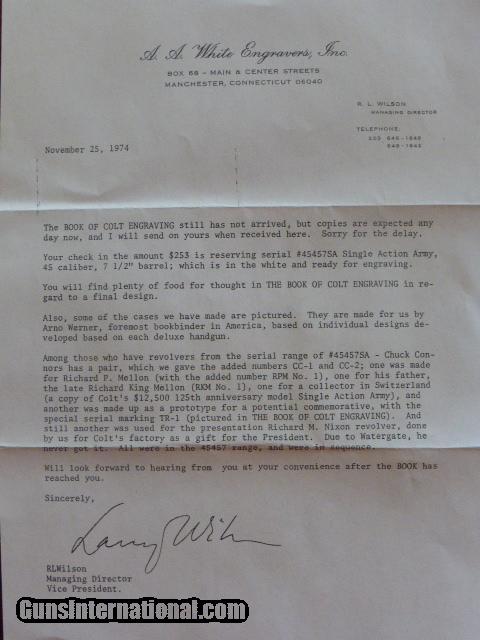 A. A. White Engravers, Inc.
BOX 68 – MAIN & CENTER STREETS
MANCHESTER, CONNECTICUT 06040
R. L. WILSON
MANAGING DIRECTOR
TELEPHONE:
203 646-1648
649-1642
November 25, 1974
The BOOK OF COLT ENGRAVING still has not arrived, but copies are expected any
day now, and I will send on yours when received here. Sorry for the delay.
Your check in the amount $253 is reserving serial #45457SA Single Action Army,
45 caliber, 7 1/2" barrel; which is in the white and ready for engraving.
You will find plenty of food for thought in THE BOOK OF COLT ENGRAVING in re-
gard to a final design.
Also, some of the cases we have made are pictured. They are made for us by
Arno Werner, foremost bookbinder in America, based on individual designs de-
veloped based on each deluxe handgun.
Among those who have revolvers from the serial range of #45457SA - Chuck Con-
nors has a pair, which we gave the added numbers CC-1 and CC-2; one was made
for Richard P. Mellon (with the added number RPM No. 1), one for his father,
the late Richard King Mellon (RKM No. 1), one for a collector in Switzerland
(a copy of Colt's $12,500 125th anniversary model Single Action Army), and
another was made up as a prototype for a potential commemorative, with the
special serial marking TR-1 (pictured in THE BOOK OF COLT ENGRAVING). And
still another was used for the presentation Richard M. Nixon revolver, done
by us for Colt's factory as a gift for the President. Due to Watergate, he
never got it. All were in the 45457 range, and were in sequence.
Will look forward to hearing from you at your convenience after the BOOK has
reached you.
Sincerely,
Larry Wilson
RLWilson
Managing Director
Vice President.
GunsInternational.com